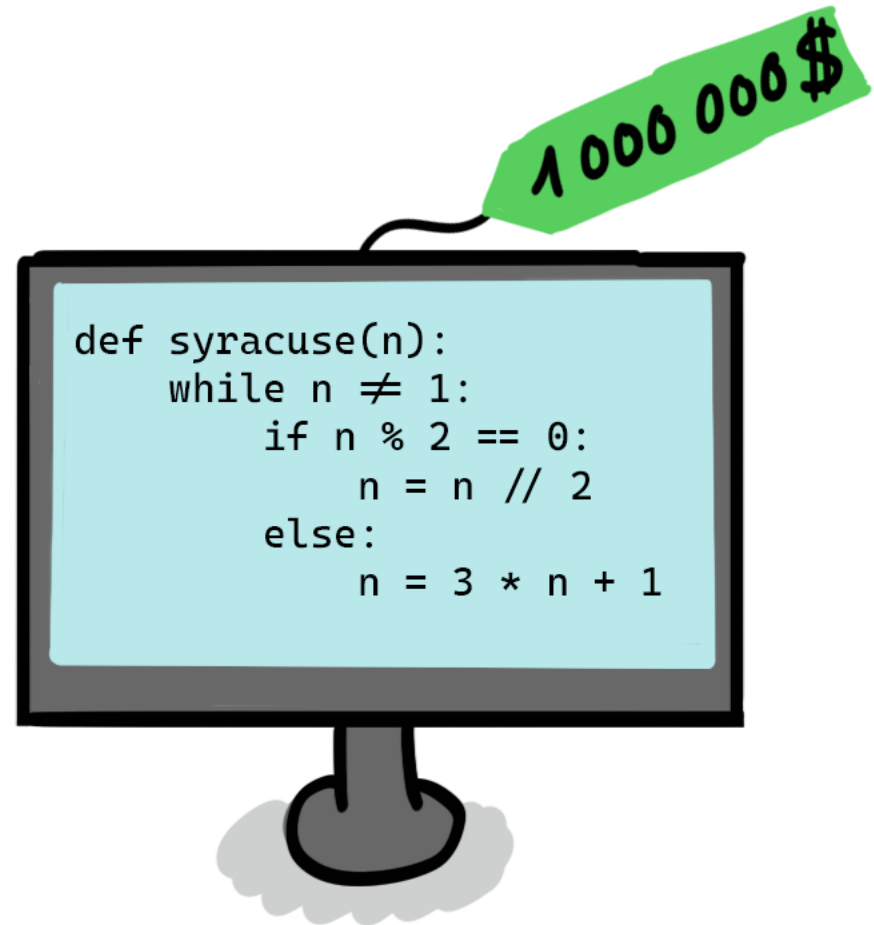 1 000 000 $
def syracuse(n):
    while n ≠ 1:
        if n % 2 == 0:
            n = n // 2
        else:
            n = 3 * n + 1